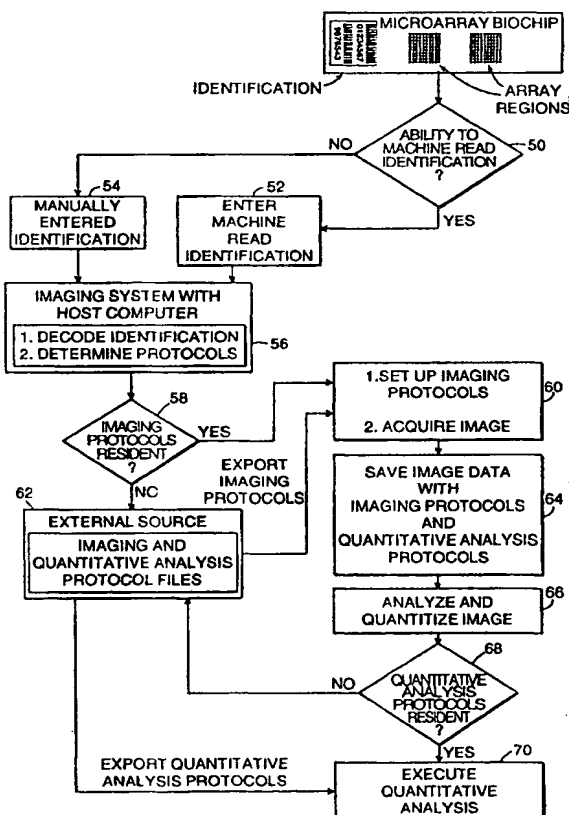 MICROARRAY BIOCHIP
IDENTIFICATION
ARRAY
REGIONS
ABILITY TO
MACHINE READ
IDENTIFICATION
?
50
NO
YES
54
MANUALLY
ENTERED
IDENTIFICATION
52
ENTER
MACHINE
READ
IDENTIFICATION
IMAGING SYSTEM WITH
HOST COMPUTER
1. DECODE IDENTIFICATION
2. DETERMINE PROTOCOLS
56
58
IMAGING
PROTOCOLS
RESIDENT
?
YES
NC
EXPORT
IMAGING
PROTOCOLS
1.SET UP IMAGING
PROTOCOLS
2. ACQUIRE IMAGE
60
62
EXTERNAL SOURCE
IMAGING AND
QUANTITATIVE ANALYSIS
PROTOCOL FILES
SAVE IMAGE DATA
WITH
IMAGING PROTOCOLS
AND
QUANTITATIVE ANALYSIS
PROTOCOLS
64
ANALYZE AND
QUANTITIZE IMAGE
66
68
QUANTITATIVE
ANALYSIS
PROTOCOLS
RESIDENT
?
NO
YES
EXPORT QUANTITATIVE
ANALYSIS PROTOCOLS
70
EXECUTE
QUANTITATIVE
ANALYSIS